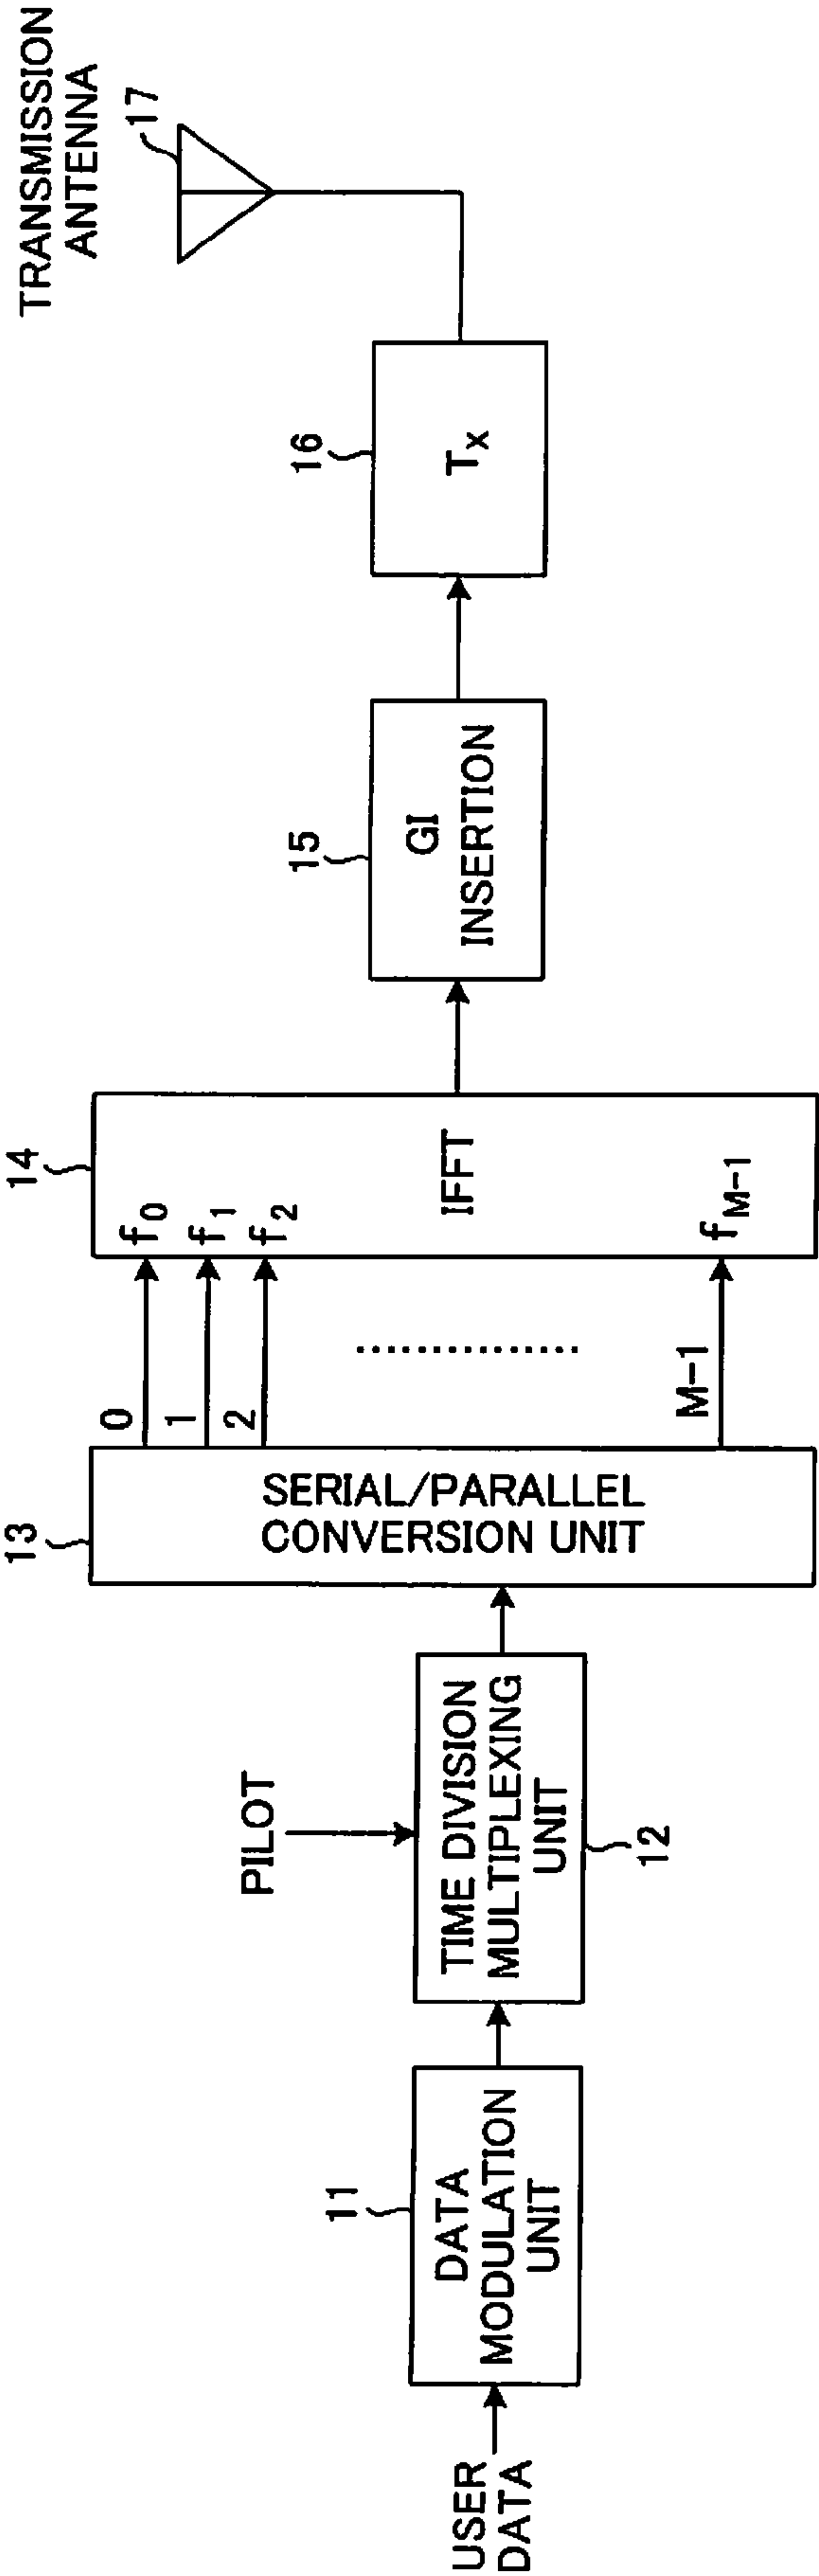 USER
DATA
11
DATA
MODULATION
UNIT
PILOT
TIME DIVISION
MULTIPLEXING
UNIT
12
13
SERIAL/PARALLEL
CONVERSION UNIT
0
1
2
M-1
14
f0
f1
f2
fM-1
IFFT
15
GI
INSERTION
16
Tx
TRANSMISSION
ANTENNA
17